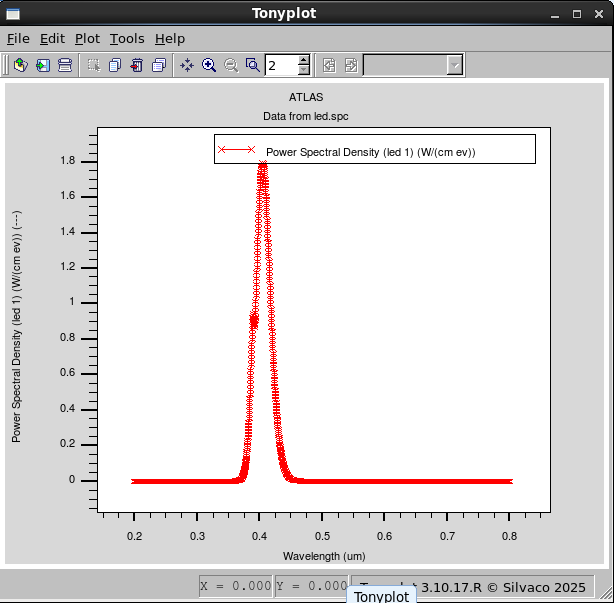 Tonyplot
File Edit Plot Tools Help
2
ATLAS
Data from led.spc
Power Spectral Density (led 1) (W/(cm ev))
Power Spectral Density (led 1) (W/(cm ev)) (---)
1.8
1.6
1.4
1.2
1
0.8
0.6
0.4
0.2
0
0.2 0.3 0.4 0.5 0.6 0.7 0.8
Wavelength (um)
X = 0.000 Y = 0.000 Tonyplot 3.10.17.R © Silvaco 2025
Tonyplot